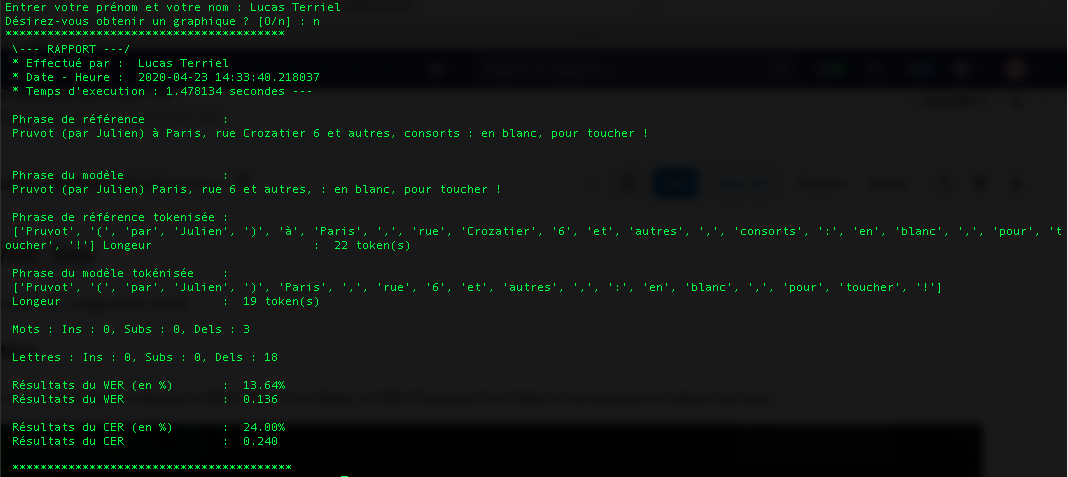 Entrer votre prénom et votre nom : Lucas Terriel
Désirez-vous obtenir un graphique ? [O/n] : n
****************************************
\--- RAPPORT ---/
* Effectué par :  Lucas Terriel
* Date - Heure :  2020-04-23 14:33:40.218037
* Temps d'execution : 1.478134 secondes ---
Phrase de référence :
Pruvot (par Julien) à Paris, rue Crozatier 6 et autres, consorts : en blanc, pour toucher !
Phrase du modèle :
Pruvot (par Julien) Paris, rue 6 et autres, : en blanc, pour toucher !
Phrase de référence tokenisée :
['Pruvot', '(', 'par', 'Julien', ')', 'à', 'Paris', ',', 'rue', 'Crozatier', '6', 'et', 'autres', ',', 'consorts', ':', 'en', 'blanc', ',', 'pour', 't
oucher', '!'] Longeur : 22 token(s)
Phrase du modèle tokénisée :
['Pruvot', '(', 'par', 'Julien', ')', 'Paris', ',', 'rue', '6', 'et', 'autres', ',', ':', 'en', 'blanc', ',', 'pour', 'toucher', '!']
Longeur : 19 token(s)
Mots : Ins : 0, Subs : 0, Dels : 3
Lettres : Ins : 0, Subs : 0, Dels : 18
Résultats du WER (en %) : 13.64%
Résultats du WER : 0.136
Résultats du CER (en %) : 24.00%
Résultats du CER : 0.240
****************************************